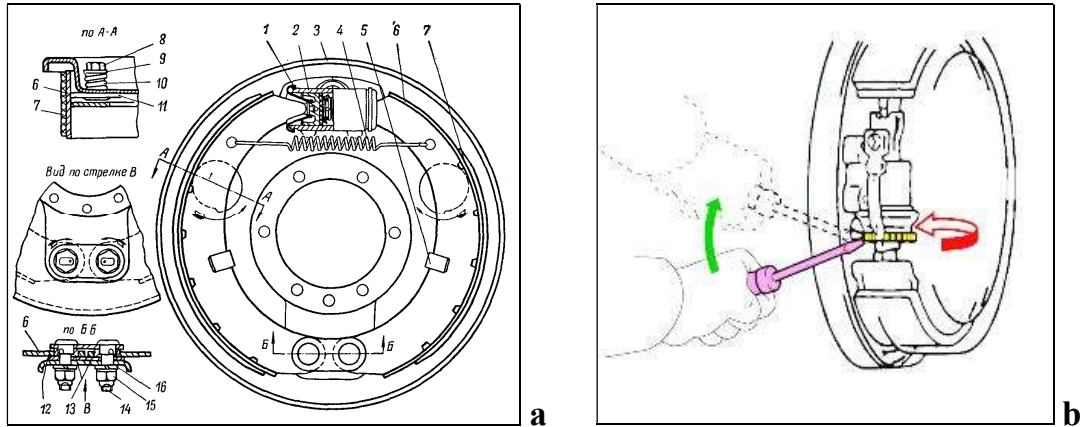 по А-А
8
9
10
11
6
7
1 2 3 4 5 6 7
А
А
Вид по стрелке В
Б Б
по Б Б
6
12 13 В 14 15 16
a
b